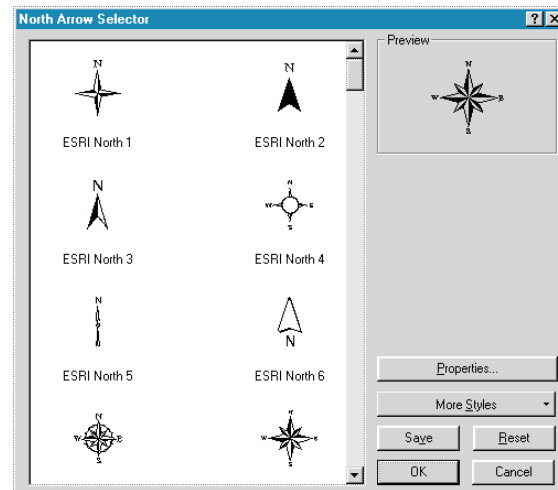 North Arrow Selector
Preview
N
N
W E
S
ESRI North 1
ESRI North 2
N
N
W E
S
ESRI North 3
ESRI North 4
N
S
N
ESRI North 5
ESRI North 6
N
W E
S
N
W E
S
Properties...
More Styles
Save
Reset
OK
Cancel